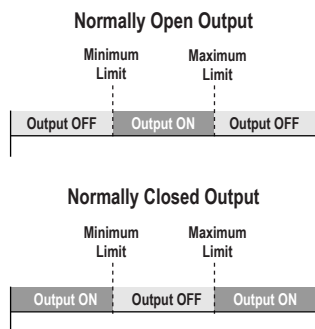 Normally Open Output
Minimum Limit
Maximum Limit
Output OFF
Output ON
Output OFF
Normally Closed Output
Minimum Limit
Maximum Limit
Output ON
Output OFF
Output ON